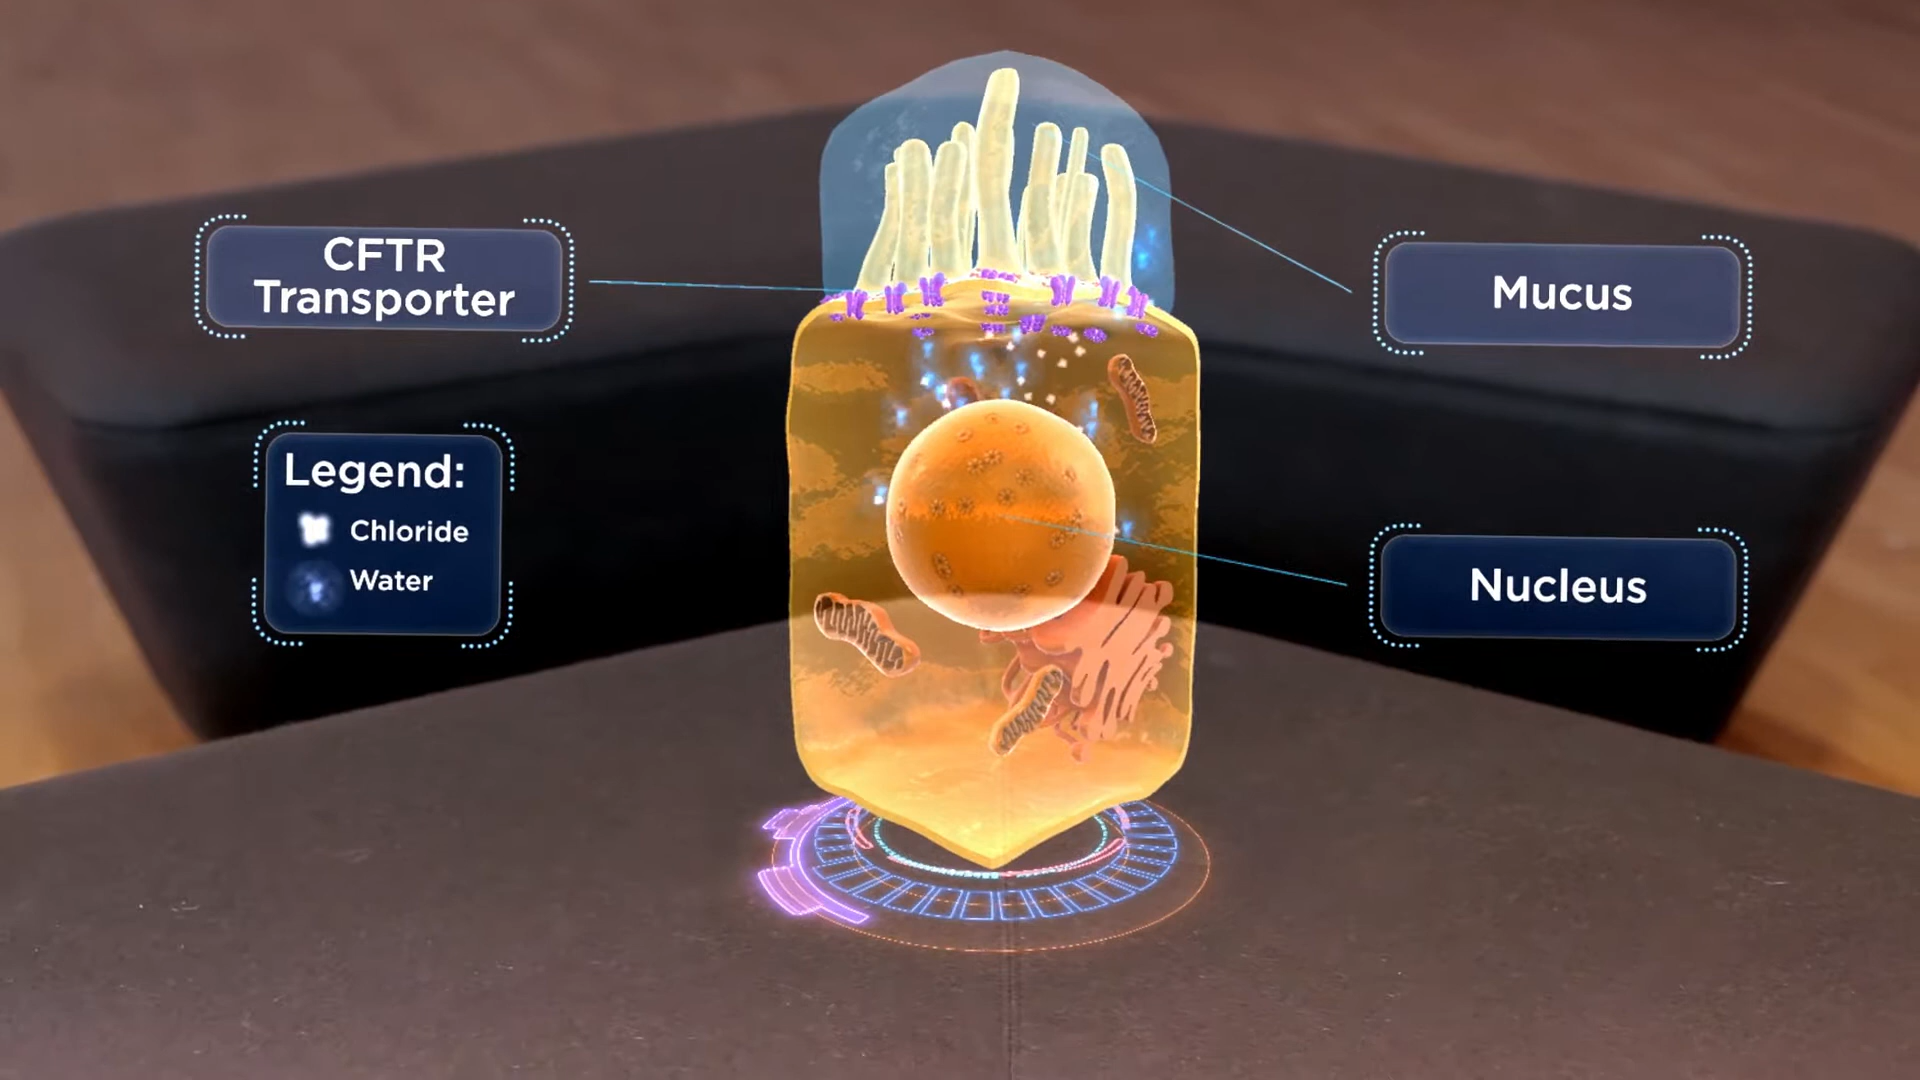 CFTR
Transporter
Mucus
Legend:
Chloride
Water
Nucleus